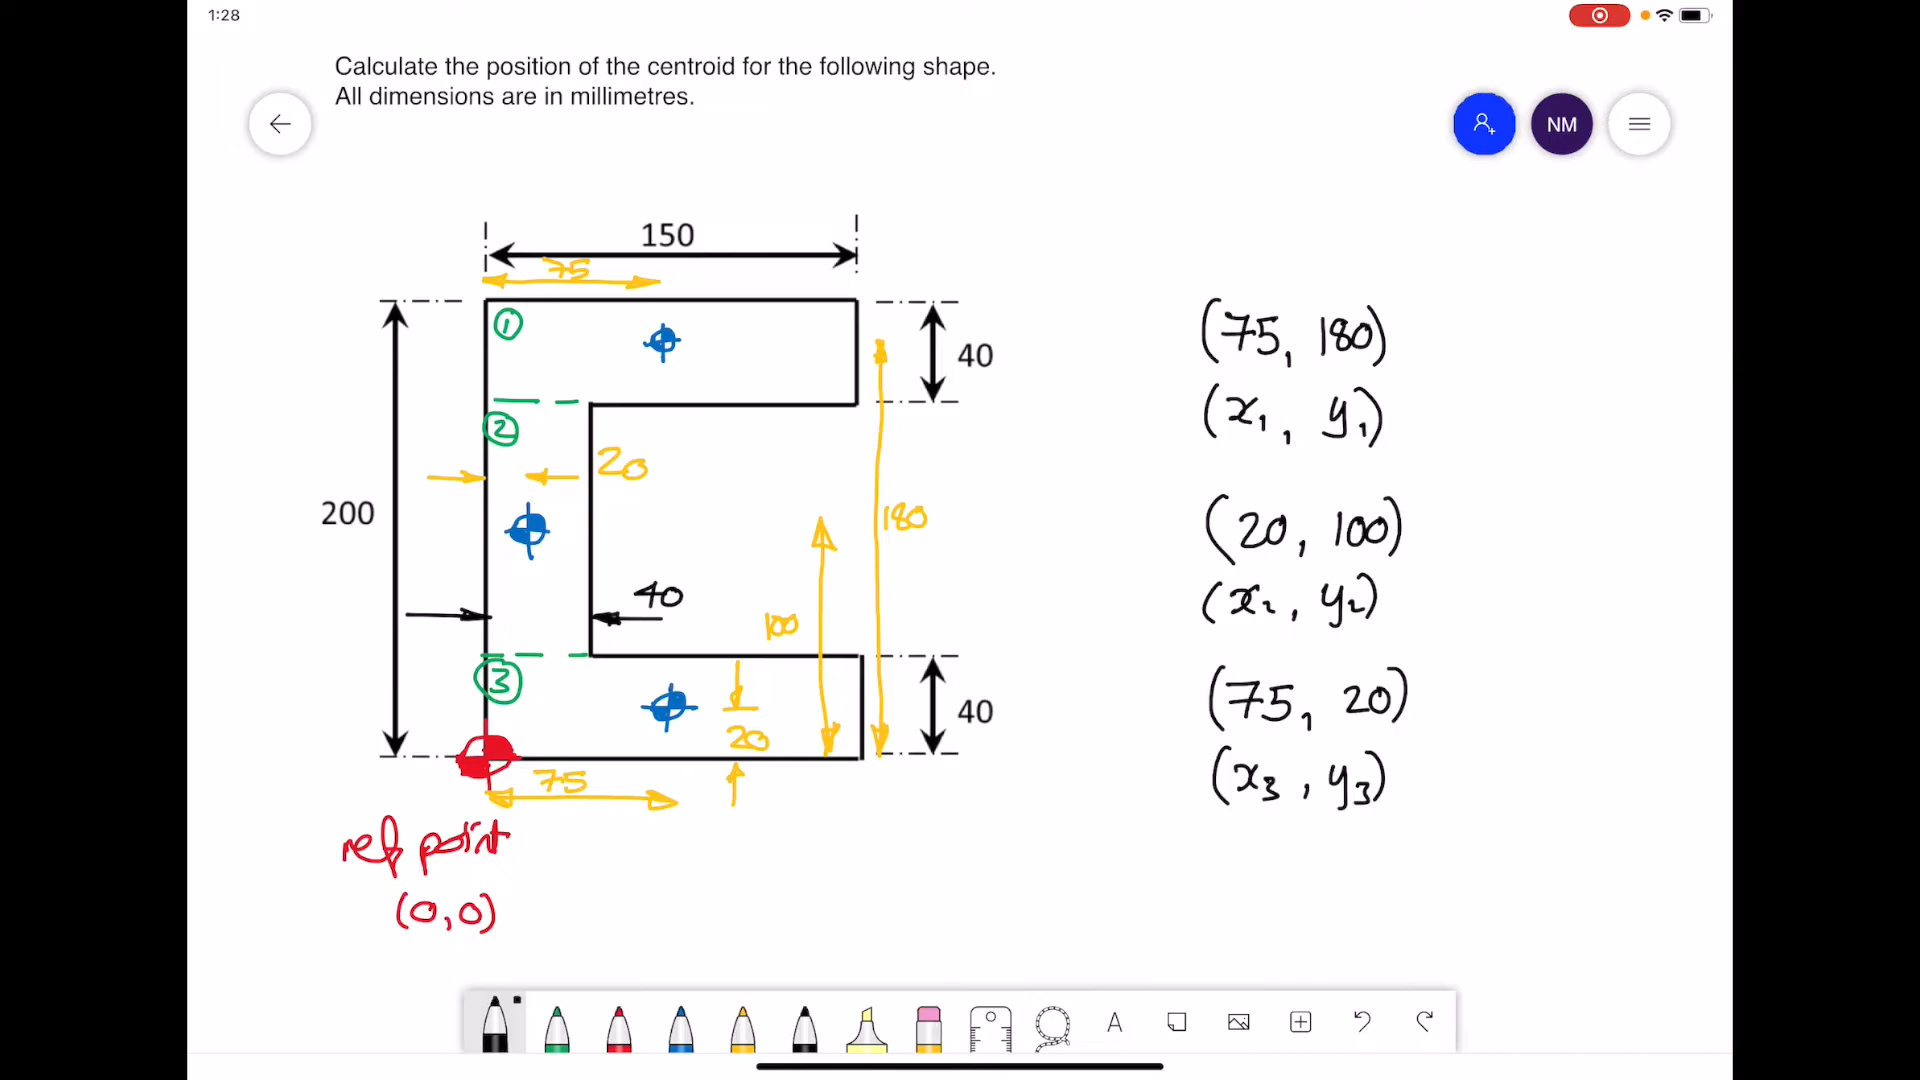 1:28
Calculate the position of the centroid for the following shape.
All dimensions are in millimetres.
NM
150
75
①
40
(75, 180)
(x₁, y₁)
②
20
200
180
(20, 100)
40
100
(x₂, y₂)
③
40
(75, 20)
20
75
(x₃, y₃)
ref point
(0,0)
A